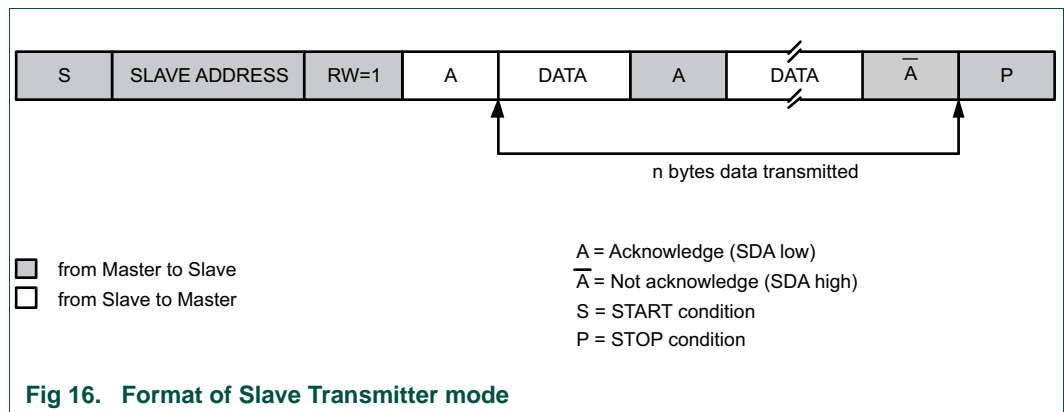 S SLAVE ADDRESS RW=1 A DATA A DATA A̅ P
n bytes data transmitted
from Master to Slave
from Slave to Master
A = Acknowledge (SDA low)
A̅ = Not acknowledge (SDA high)
S = START condition
P = STOP condition
Fig 16. Format of Slave Transmitter mode